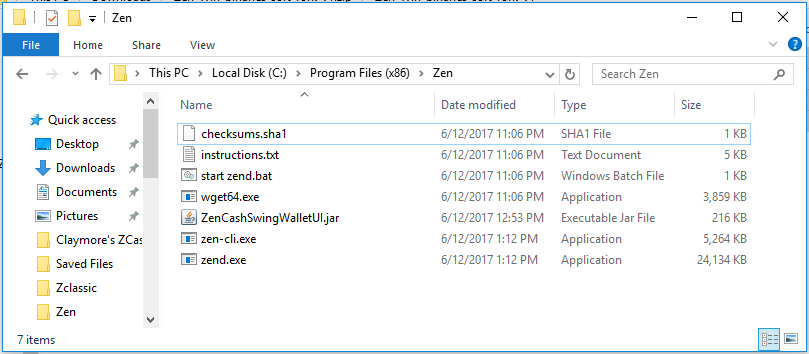 Zen
File Home Share View
This PC Local Disk (C:) Program Files (x86) Zen Search Zen
Name Date modified Type Size
Quick access
Desktop
Downloads
Documents
Pictures
Claymore's ZCas
Saved Files
Zclassic
Zen
checksums.sha1 6/12/2017 11:06 PM SHA1 File 1 KB
instructions.txt 6/12/2017 11:06 PM Text Document 5 KB
start zend.bat 6/12/2017 11:06 PM Windows Batch File 1 KB
wget64.exe 6/12/2017 11:06 PM Application 3,859 KB
ZenCashSwingWalletUI.jar 6/12/2017 12:53 PM Executable Jar File 216 KB
zen-cli.exe 6/12/2017 1:12 PM Application 5,264 KB
zend.exe 6/12/2017 1:12 PM Application 24,134 KB
7 items